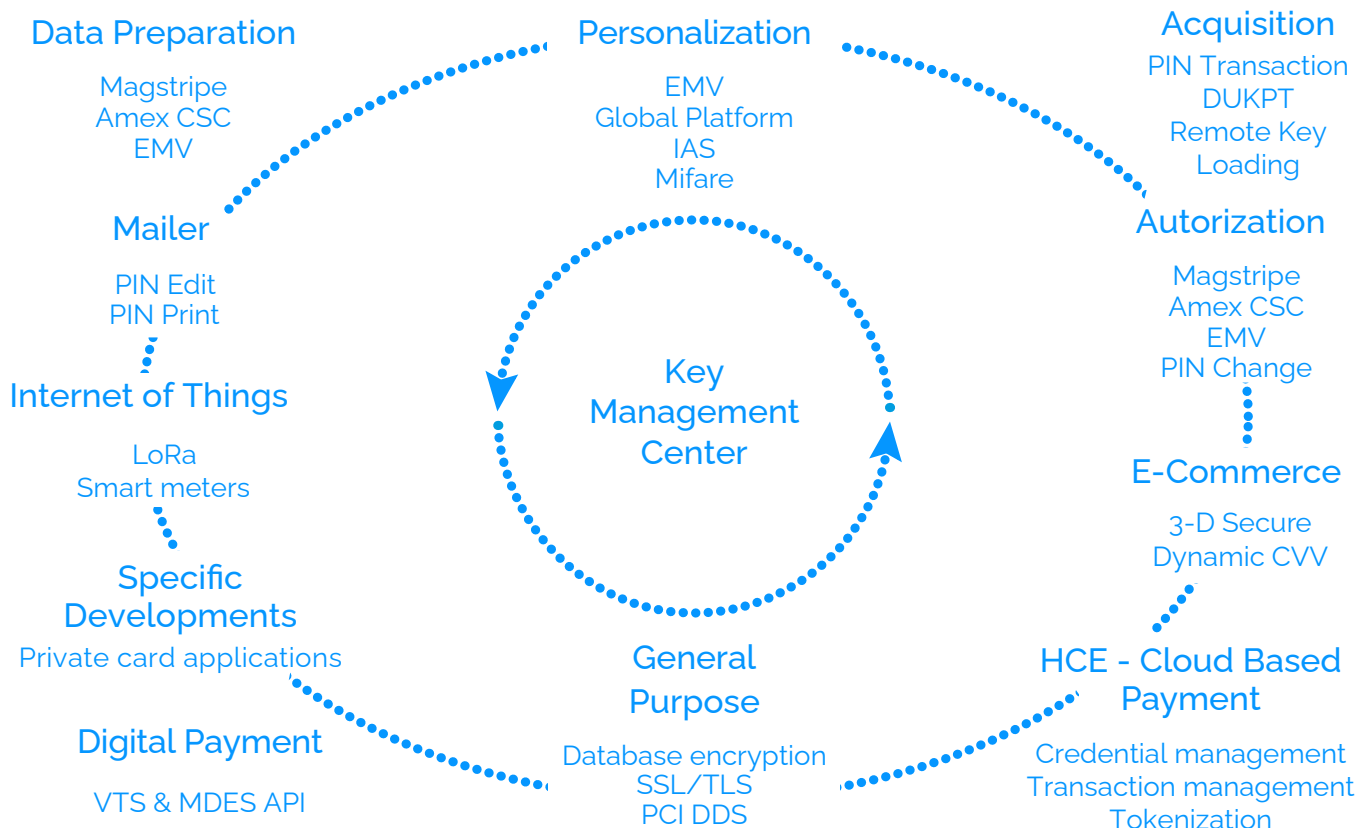 Data Preparation
Magstripe
Amex CSC
EMV
Personalization
EMV
Global Platform
IAS
Mifare
Acquisition
PIN Transaction
DUKPT
Remote Key
Loading
Mailer
PIN Edit
PIN Print
Autorization
Magstripe
Amex CSC
EMV
PIN Change
Internet of Things
LoRa
Smart meters
Key
Management
Center
E-Commerce
3-D Secure
Dynamic CVV
Specific
Developments
Private card applications
General
Purpose
Database encryption
SSL/TLS
PCI DDS
HCE - Cloud Based
Payment
Credential management
Transaction management
Tokenization
Digital Payment
VTS & MDES API